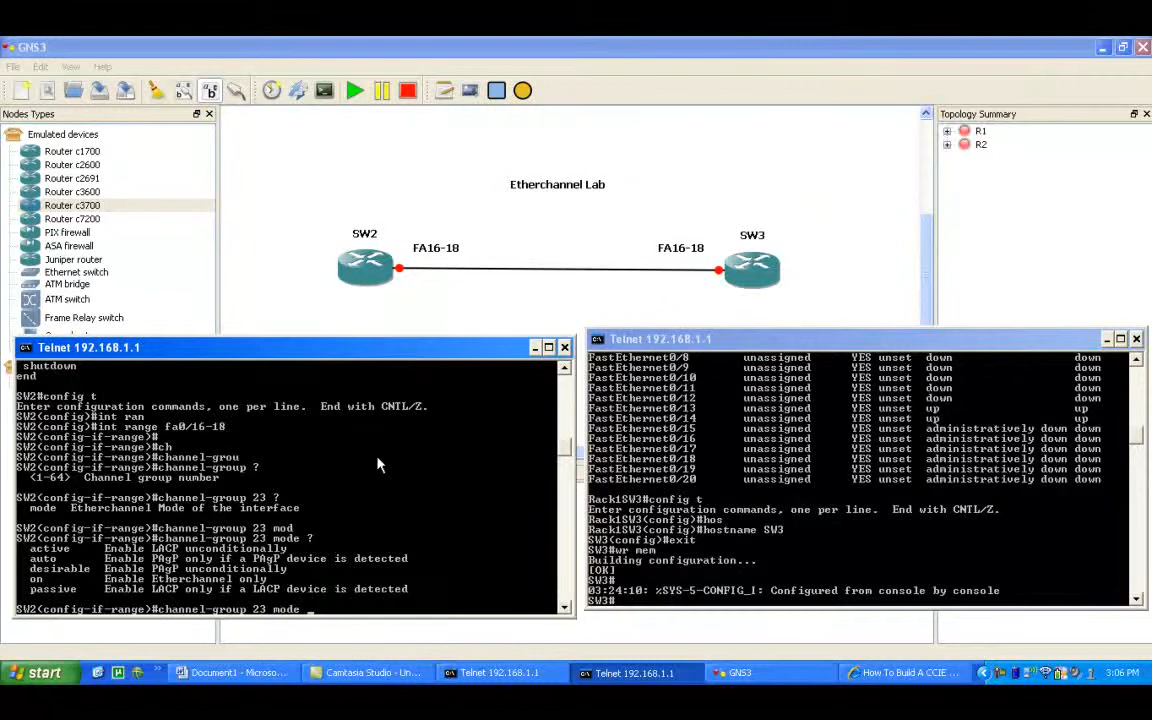 GNS3
File Edit View Help
Nodes Types
Topology Summary
Emulated devices
Router c1700
Router c2600
Router c2691
Router c3600
Router c3700
Router c7200
PIX firewall
ASA firewall
Juniper router
Ethernet switch
ATM bridge
ATM switch
Frame Relay switch
R1
R2
Etherchannel Lab
SW2
FA16-18
FA16-18
SW3
Telnet 192.168.1.1
shutdown
end
SW2#config t
Enter configuration commands, one per line.  End with CNTL/Z.
SW2(config)#int ran
SW2(config)#int range fa0/16-18
SW2(config-if-range)#
SW2(config-if-range)#ch
SW2(config-if-range)#channel-grou
SW2(config-if-range)#channel-group ?
<1-64>  Channel group number
SW2(config-if-range)#channel-group 23 ?
mode  Etherchannel Mode of the interface
SW2(config-if-range)#channel-group 23 mod
SW2(config-if-range)#channel-group 23 mode ?
active     Enable LACP unconditionally
auto       Enable PAgP only if a PAgP device is detected
desirable  Enable PAgP unconditionally
on         Enable Etherchannel only
passive    Enable LACP only if a LACP device is detected
SW2(config-if-range)#channel-group 23 mode _
Telnet 192.168.1.1
FastEthernet0/8 unassigned YES unset down down
FastEthernet0/9 unassigned YES unset down down
FastEthernet0/10 unassigned YES unset down down
FastEthernet0/11 unassigned YES unset down down
FastEthernet0/12 unassigned YES unset down down
FastEthernet0/13 unassigned YES unset up up
FastEthernet0/14 unassigned YES unset up up
FastEthernet0/15 unassigned YES unset administratively down down
FastEthernet0/16 unassigned YES unset administratively down down
FastEthernet0/17 unassigned YES unset administratively down down
FastEthernet0/18 unassigned YES unset administratively down down
FastEthernet0/19 unassigned YES unset administratively down down
FastEthernet0/20 unassigned YES unset administratively down down
Rack1SW3#config t
Enter configuration commands, one per line.  End with CNTL/Z.
Rack1SW3(config)#hos
Rack1SW3(config)#hostname SW3
SW3(config)#exit
SW3#wr mem
Building configuration...
[OK]
SW3#
03:24:10: %SYS-5-CONFIG_I: Configured from console by console
SW3#
start
Document1 - Microso...
Camtasia Studio - Un...
Telnet 192.168.1.1
Telnet 192.168.1.1
GNS3
How To Build A CCIE ...
3:06 PM